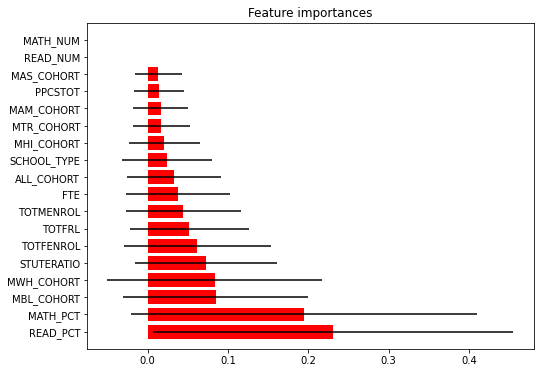 Feature importances
MATH_NUM
READ_NUM
MAS_COHORT
PPCSTOT
MAM_COHORT
MTR_COHORT
MHI_COHORT
SCHOOL_TYPE
ALL_COHORT
FTE
TOTMENROL
TOTFRL
TOTFENROL
STUTERATIO
MWH_COHORT
MBL_COHORT
MATH_PCT
READ_PCT
0.0 0.1 0.2 0.3 0.4